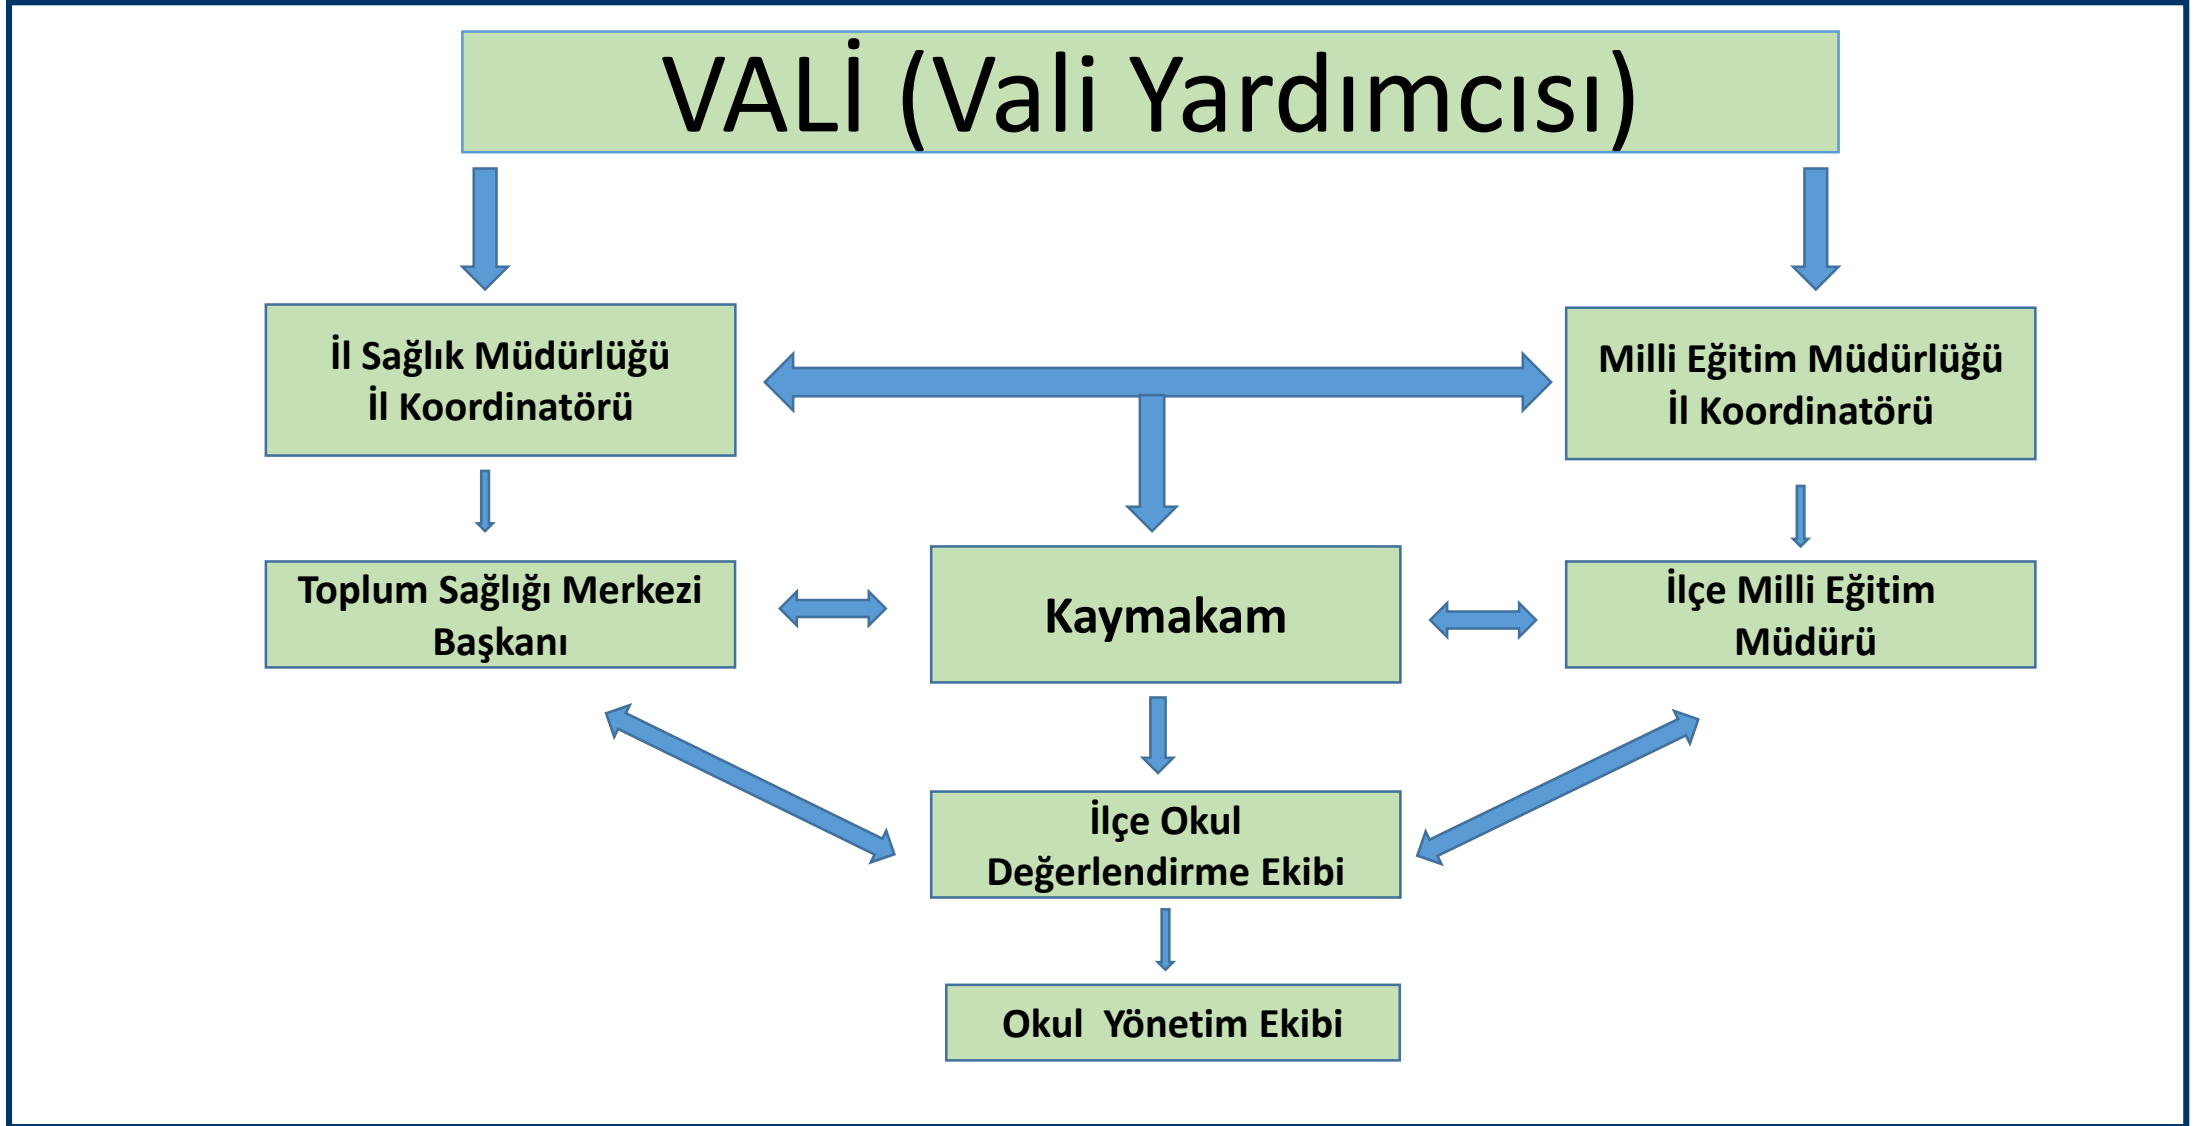 VALİ (Vali Yardımcısı)
İl Sağlık Müdürlüğü
İl Koordinatörü
Milli Eğitim Müdürlüğü
İl Koordinatörü
Toplum Sağlığı Merkezi
Başkanı
Kaymakam
İlçe Milli Eğitim
Müdürü
İlçe Okul
Değerlendirme Ekibi
Okul  Yönetim Ekibi